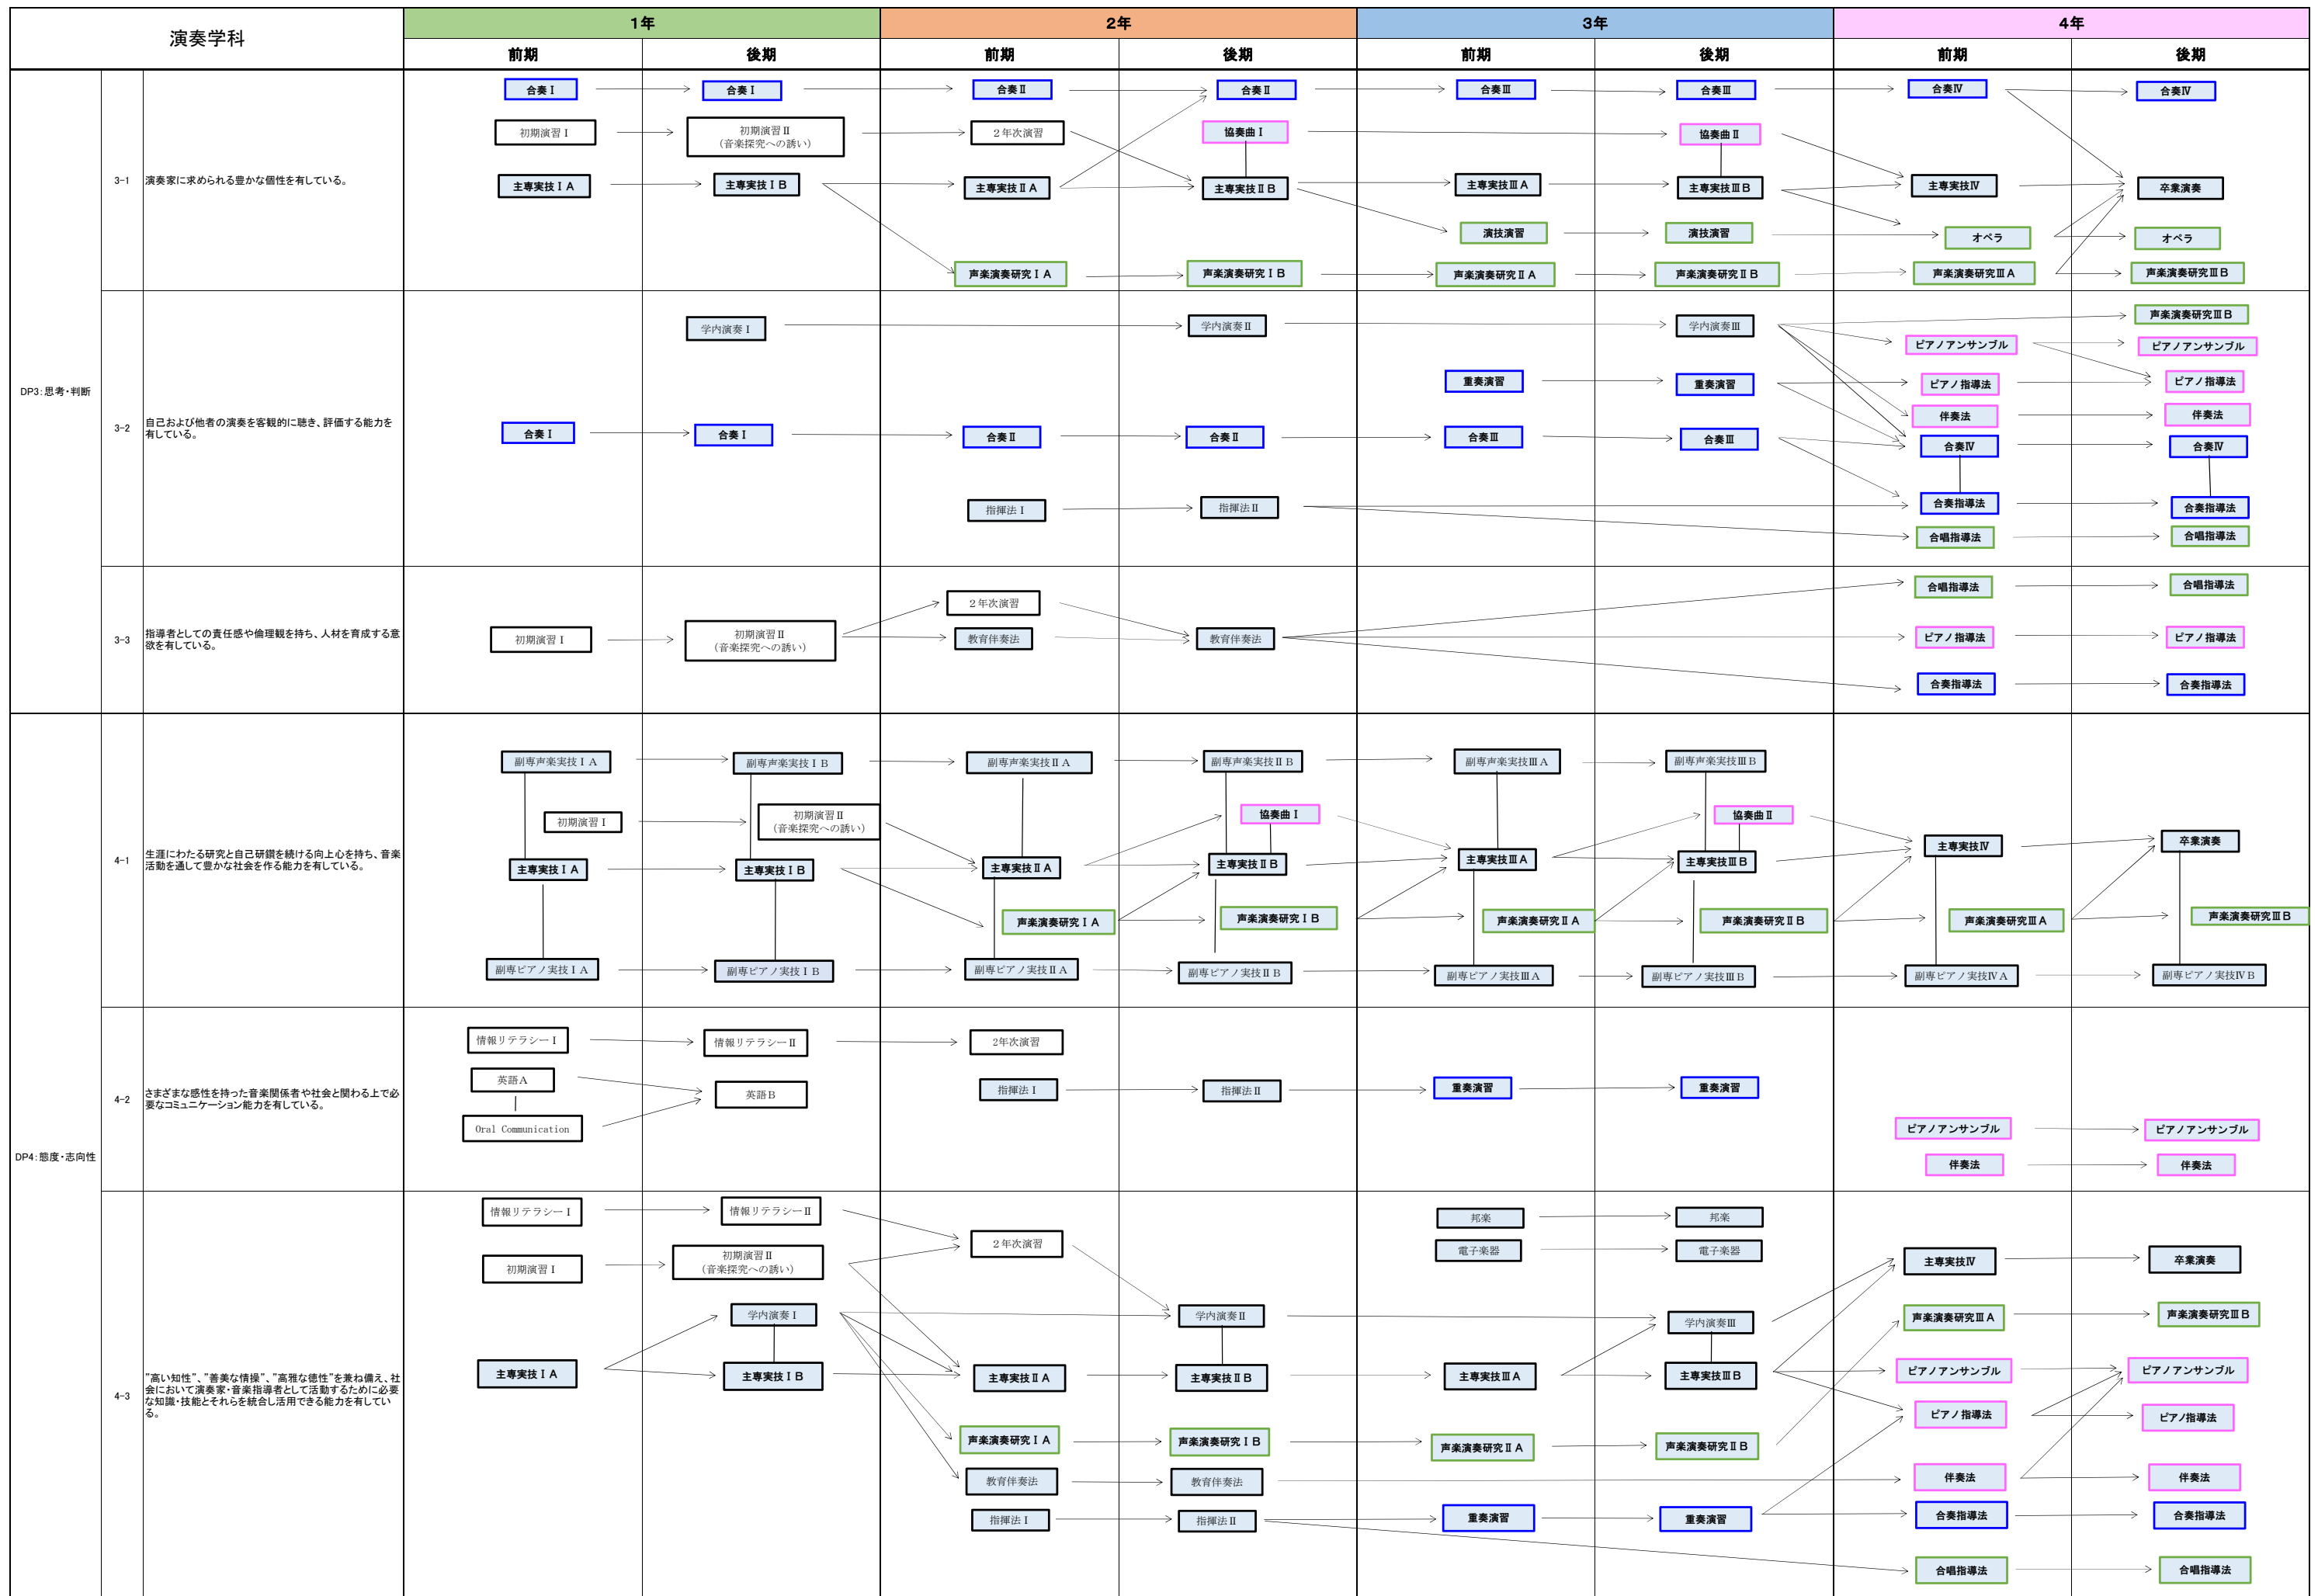 演奏学科
1年
2年
3年
4年
前期
後期
前期
後期
前期
後期
前期
後期
DP3：思考・判断
3-1
演奏家に求められる豊かな個性を有している。
合奏Ⅰ
合奏Ⅰ
合奏Ⅱ
合奏Ⅱ
合奏Ⅲ
合奏Ⅲ
合奏Ⅳ
合奏Ⅳ
初期演習Ⅰ
初期演習Ⅱ
（音楽探究への誘い）
２年次演習
協奏曲Ⅰ
協奏曲Ⅱ
主専実技ⅠA
主専実技ⅠB
主専実技ⅡA
主専実技ⅡB
主専実技ⅢA
主専実技ⅢB
主専実技Ⅳ
卒業演奏
演技演習
演技演習
オペラ
オペラ
声楽演奏研究ⅠA
声楽演奏研究ⅠB
声楽演奏研究ⅡA
声楽演奏研究ⅡB
声楽演奏研究ⅢA
声楽演奏研究ⅢB
3-2
自己および他者の演奏を客観的に聴き、評価する能力を
有している。
学内演奏Ⅰ
学内演奏Ⅱ
学内演奏Ⅲ
声楽演奏研究ⅢB
ピアノアンサンブル
ピアノアンサンブル
重奏演習
重奏演習
ピアノ指導法
ピアノ指導法
伴奏法
伴奏法
合奏Ⅰ
合奏Ⅰ
合奏Ⅱ
合奏Ⅱ
合奏Ⅲ
合奏Ⅲ
合奏Ⅳ
合奏Ⅳ
指揮法Ⅰ
指揮法Ⅱ
合奏指導法
合奏指導法
合唱指導法
合唱指導法
3-3
指導者としての責任感や倫理観を持ち、人材を育成する意
欲を有している。
初期演習Ⅰ
初期演習Ⅱ
（音楽探究への誘い）
２年次演習
教育伴奏法
教育伴奏法
合唱指導法
合唱指導法
ピアノ指導法
ピアノ指導法
合奏指導法
合奏指導法
DP4：態度・志向性
4-1
生涯にわたる研究と自己研鑽を続ける向上心を持ち、音楽
活動を通して豊かな社会を作る能力を有している。
副専声楽実技ⅠA
副専声楽実技ⅠB
副専声楽実技ⅡA
副専声楽実技ⅡB
副専声楽実技ⅢA
副専声楽実技ⅢB
初期演習Ⅰ
初期演習Ⅱ
（音楽探究への誘い）
協奏曲Ⅰ
協奏曲Ⅱ
主専実技ⅠA
主専実技ⅠB
主専実技ⅡA
主専実技ⅡB
主専実技ⅢA
主専実技ⅢB
主専実技Ⅳ
卒業演奏
声楽演奏研究ⅠA
声楽演奏研究ⅠB
声楽演奏研究ⅡA
声楽演奏研究ⅡB
声楽演奏研究ⅢA
声楽演奏研究ⅢB
副専ピアノ実技ⅠA
副専ピアノ実技ⅠB
副専ピアノ実技ⅡA
副専ピアノ実技ⅡB
副専ピアノ実技ⅢA
副専ピアノ実技ⅢB
副専ピアノ実技ⅣA
副専ピアノ実技ⅣB
4-2
さまざまな感性を持った音楽関係者や社会と関わる上で必
要なコミュニケーション能力を有している。
情報リテラシーⅠ
情報リテラシーⅡ
2年次演習
英語A
英語B
Oral Communication
指揮法Ⅰ
指揮法Ⅱ
重奏演習
重奏演習
ピアノアンサンブル
ピアノアンサンブル
伴奏法
伴奏法
4-3
"高い知性"、"善美な情操"、"高雅な徳性"を兼ね備え、社
会において演奏家・音楽指導者として活動するために必要
な知識・技能とそれらを統合し活用できる能力を有してい
る。
情報リテラシーⅠ
情報リテラシーⅡ
初期演習Ⅰ
初期演習Ⅱ
（音楽探究への誘い）
２年次演習
邦楽
邦楽
電子楽器
電子楽器
主専実技Ⅳ
卒業演奏
学内演奏Ⅰ
学内演奏Ⅱ
学内演奏Ⅲ
声楽演奏研究ⅢA
声楽演奏研究ⅢB
主専実技ⅠA
主専実技ⅠB
主専実技ⅡA
主専実技ⅡB
主専実技ⅢA
主専実技ⅢB
ピアノアンサンブル
ピアノアンサンブル
ピアノ指導法
ピアノ指導法
声楽演奏研究ⅠA
声楽演奏研究ⅠB
声楽演奏研究ⅡA
声楽演奏研究ⅡB
教育伴奏法
教育伴奏法
伴奏法
伴奏法
指揮法Ⅰ
指揮法Ⅱ
重奏演習
重奏演習
合奏指導法
合奏指導法
合唱指導法
合唱指導法